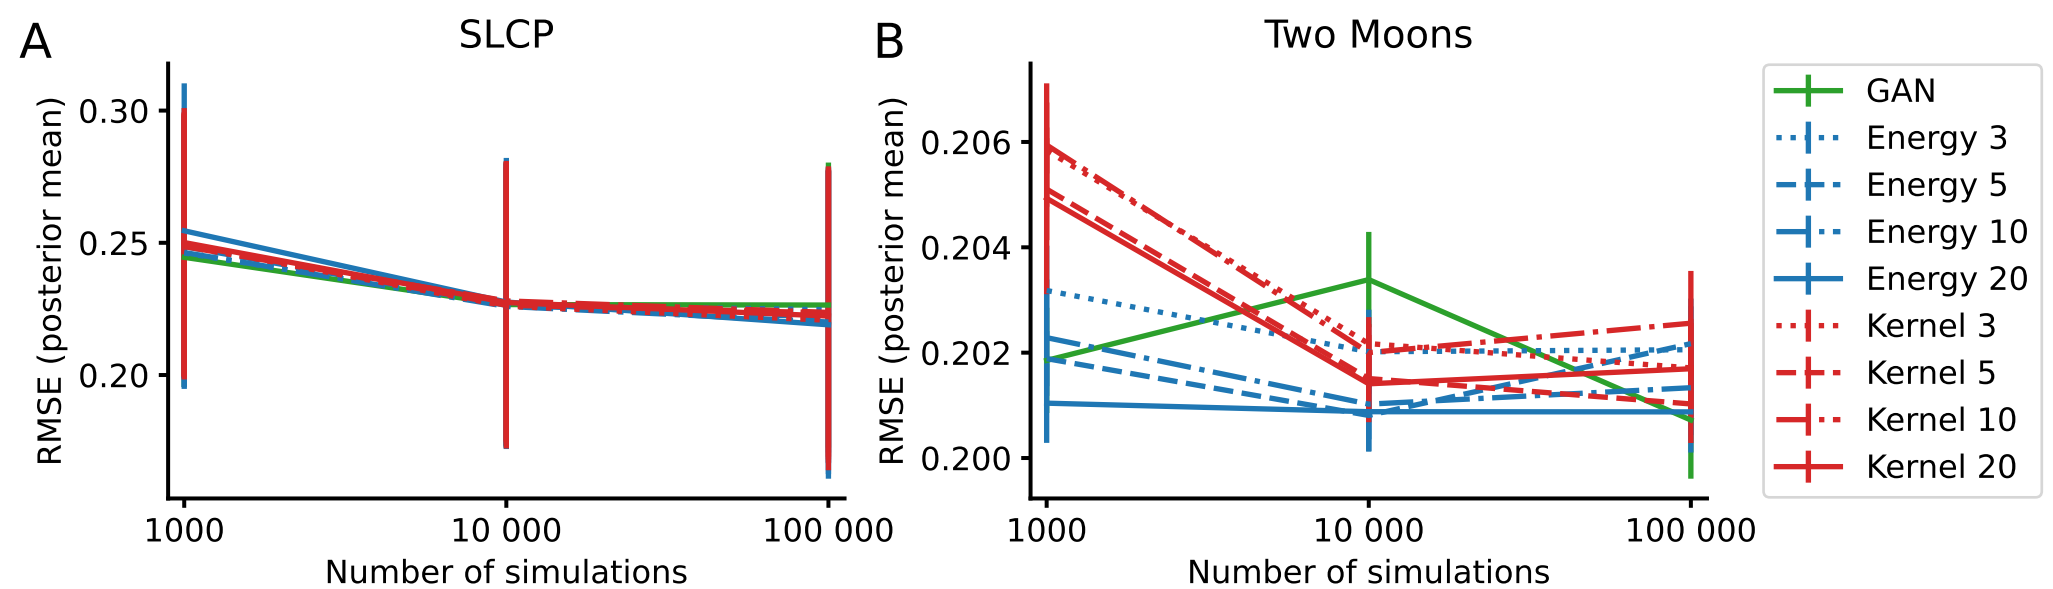 A
SLCP
RMSE (posterior mean)
0.30
0.25
0.20
1000
10 000
100 000
Number of simulations
B
Two Moons
RMSE (posterior mean)
0.206
0.204
0.202
0.200
1000
10 000
100 000
Number of simulations
GAN
Energy 3
Energy 5
Energy 10
Energy 20
Kernel 3
Kernel 5
Kernel 10
Kernel 20